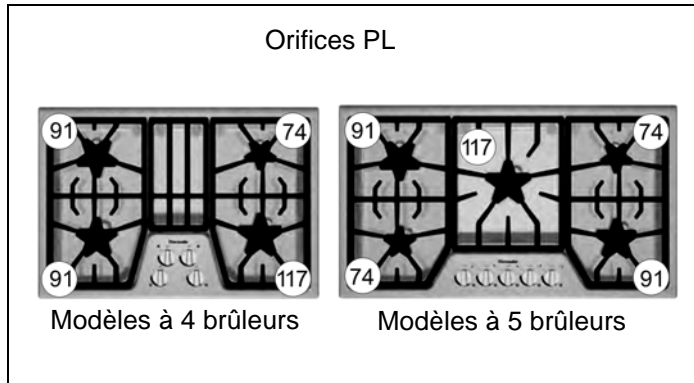 Orifices PL
91 74 91 74
117
91 117 74 91
Modèles à 4 brûleurs Modèles à 5 brûleurs